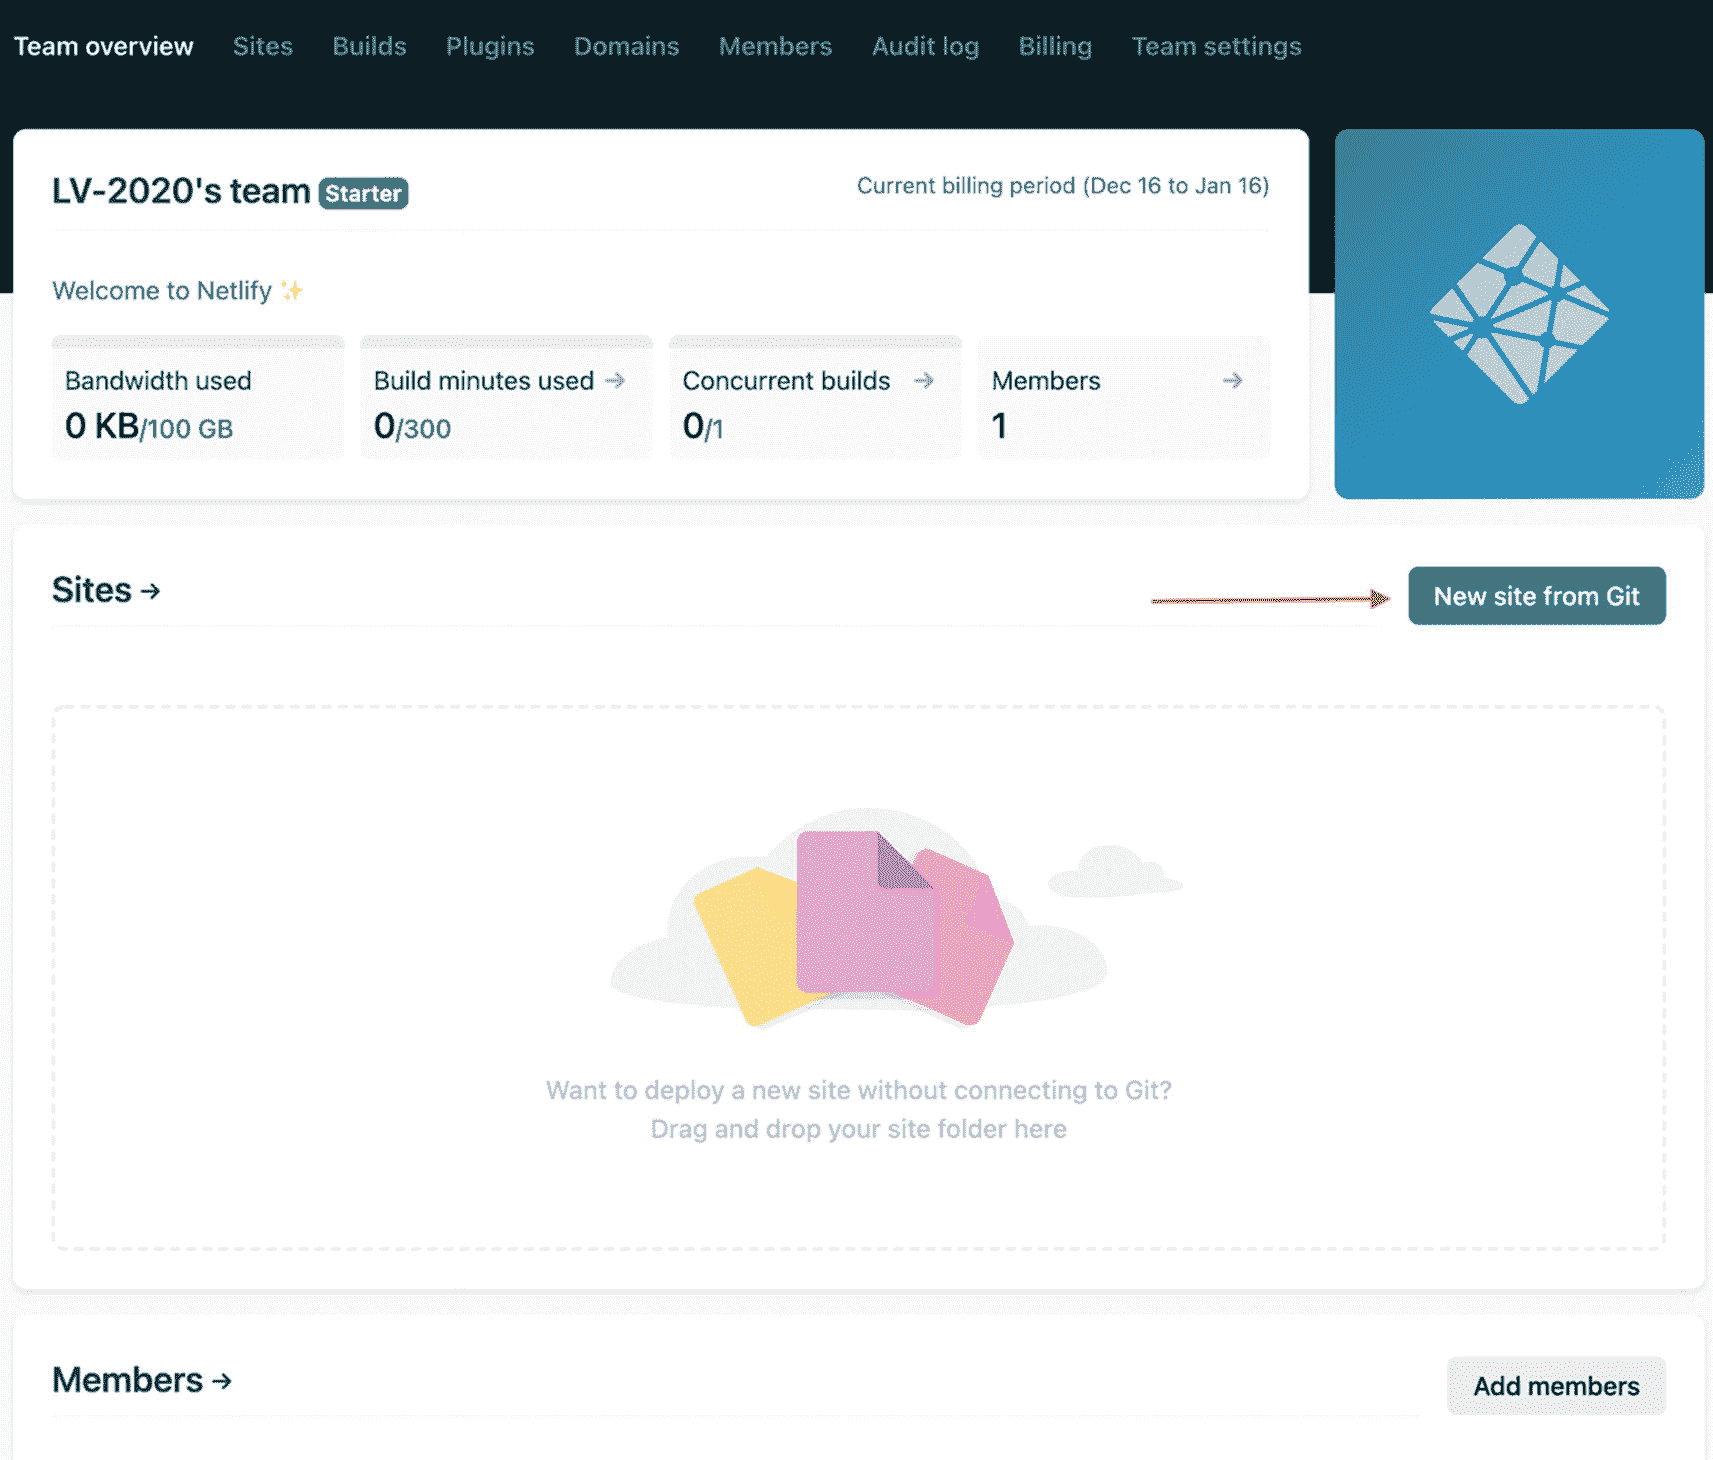 Team overview Sites Builds Plugins Domains Members Audit log Billing Team settings
LV-2020's team Starter
Current billing period (Dec 16 to Jan 16)
Welcome to Netlify ✨
Bandwidth used
0 KB/100 GB
Build minutes used →
0/300
Concurrent builds →
0/1
Members →
1
Sites →
New site from Git
Want to deploy a new site without connecting to Git?
Drag and drop your site folder here
Members →
Add members